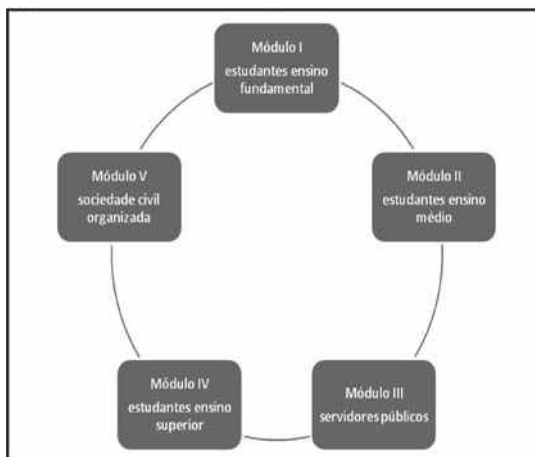 Módulo I
estudantes ensino
fundamental
Módulo II
estudantes ensino
médio
Módulo III
servidores públicos
Módulo IV
estudantes ensino
superior
Módulo V
sociedade civil
organizada